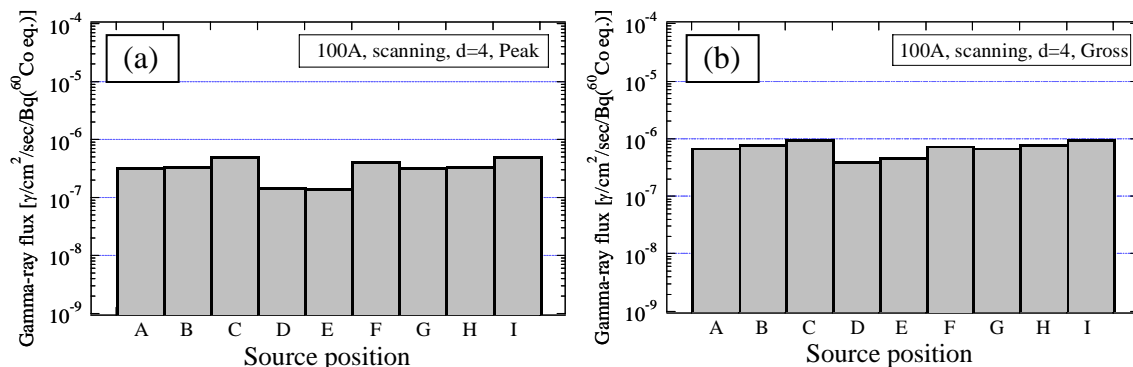 (a)
100A, scanning, d=4, Peak
Gamma-ray flux [γ/cm²/sec/Bq(⁶⁰Co eq.)]
10⁻⁴
10⁻⁵
10⁻⁶
10⁻⁷
10⁻⁸
10⁻⁹
A B C D E F G H I
Source position
(b)
100A, scanning, d=4, Gross
Gamma-ray flux [γ/cm²/sec/Bq(⁶⁰Co eq.)]
10⁻⁴
10⁻⁵
10⁻⁶
10⁻⁷
10⁻⁸
10⁻⁹
A B C D E F G H I
Source position